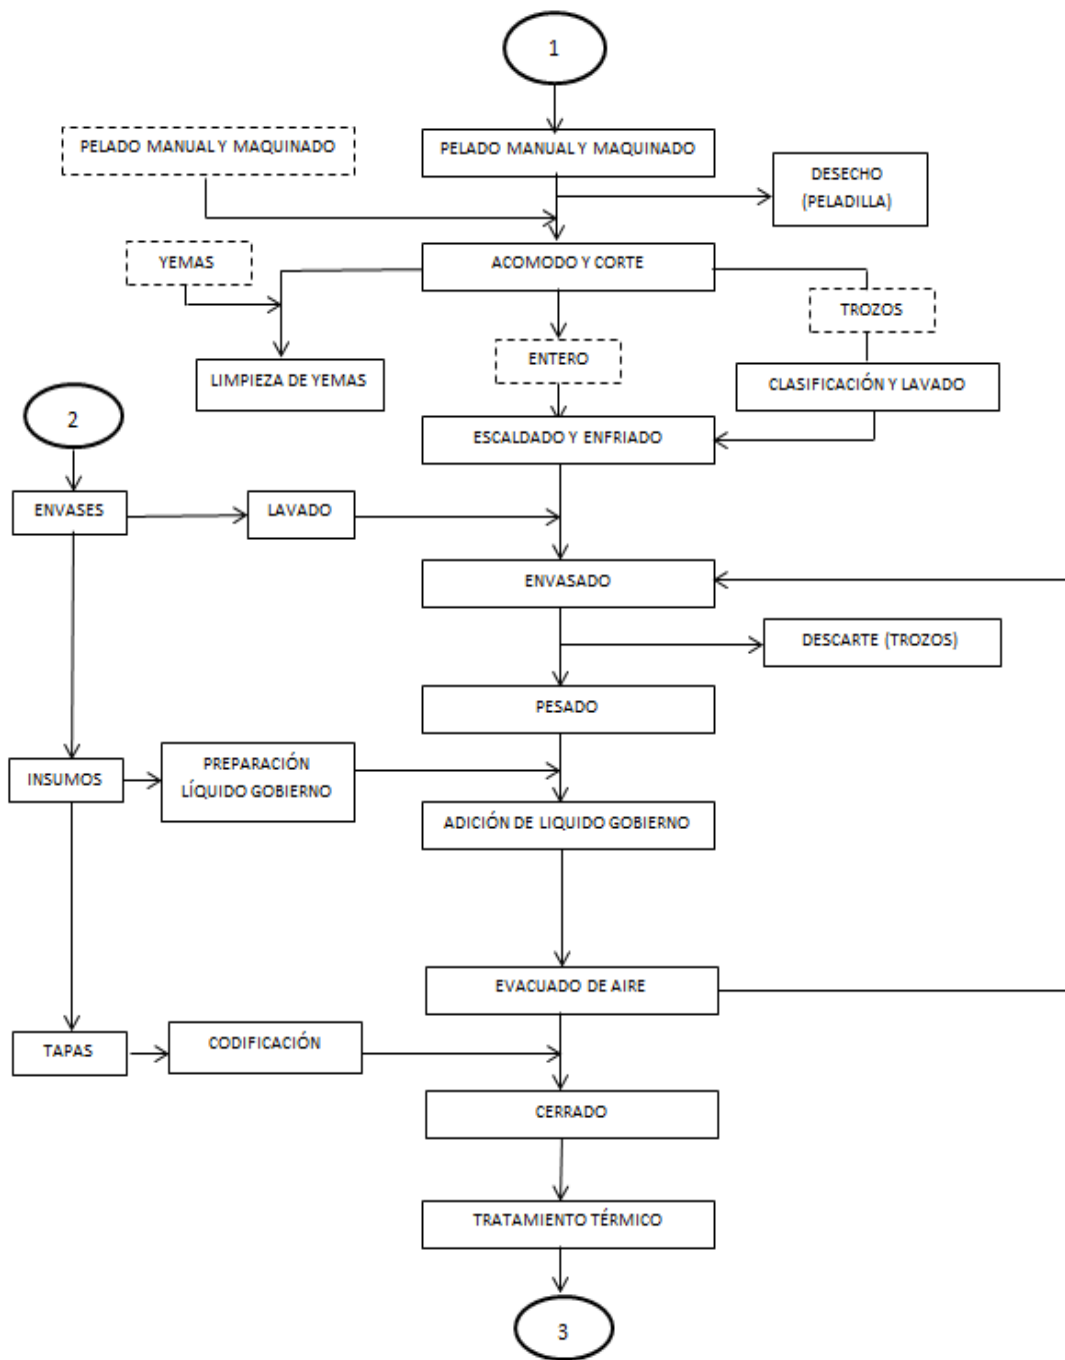 1
PELADO MANUAL Y MAQUINADO
PELADO MANUAL Y MAQUINADO
DESECHO
(PELADILLA)
YEMAS
ACOMODO Y CORTE
TROZOS
ENTERO
LIMPIEZA DE YEMAS
CLASIFICACIÓN Y LAVADO
2
ESCALDADO Y ENFRIADO
ENVASES
LAVADO
ENVASADO
DESCARTE (TROZOS)
PESADO
INSUMOS
PREPARACIÓN
LÍQUIDO GOBIERNO
ADICIÓN DE LIQUIDO GOBIERNO
EVACUADO DE AIRE
TAPAS
CODIFICACIÓN
CERRADO
TRATAMIENTO TÉRMICO
3